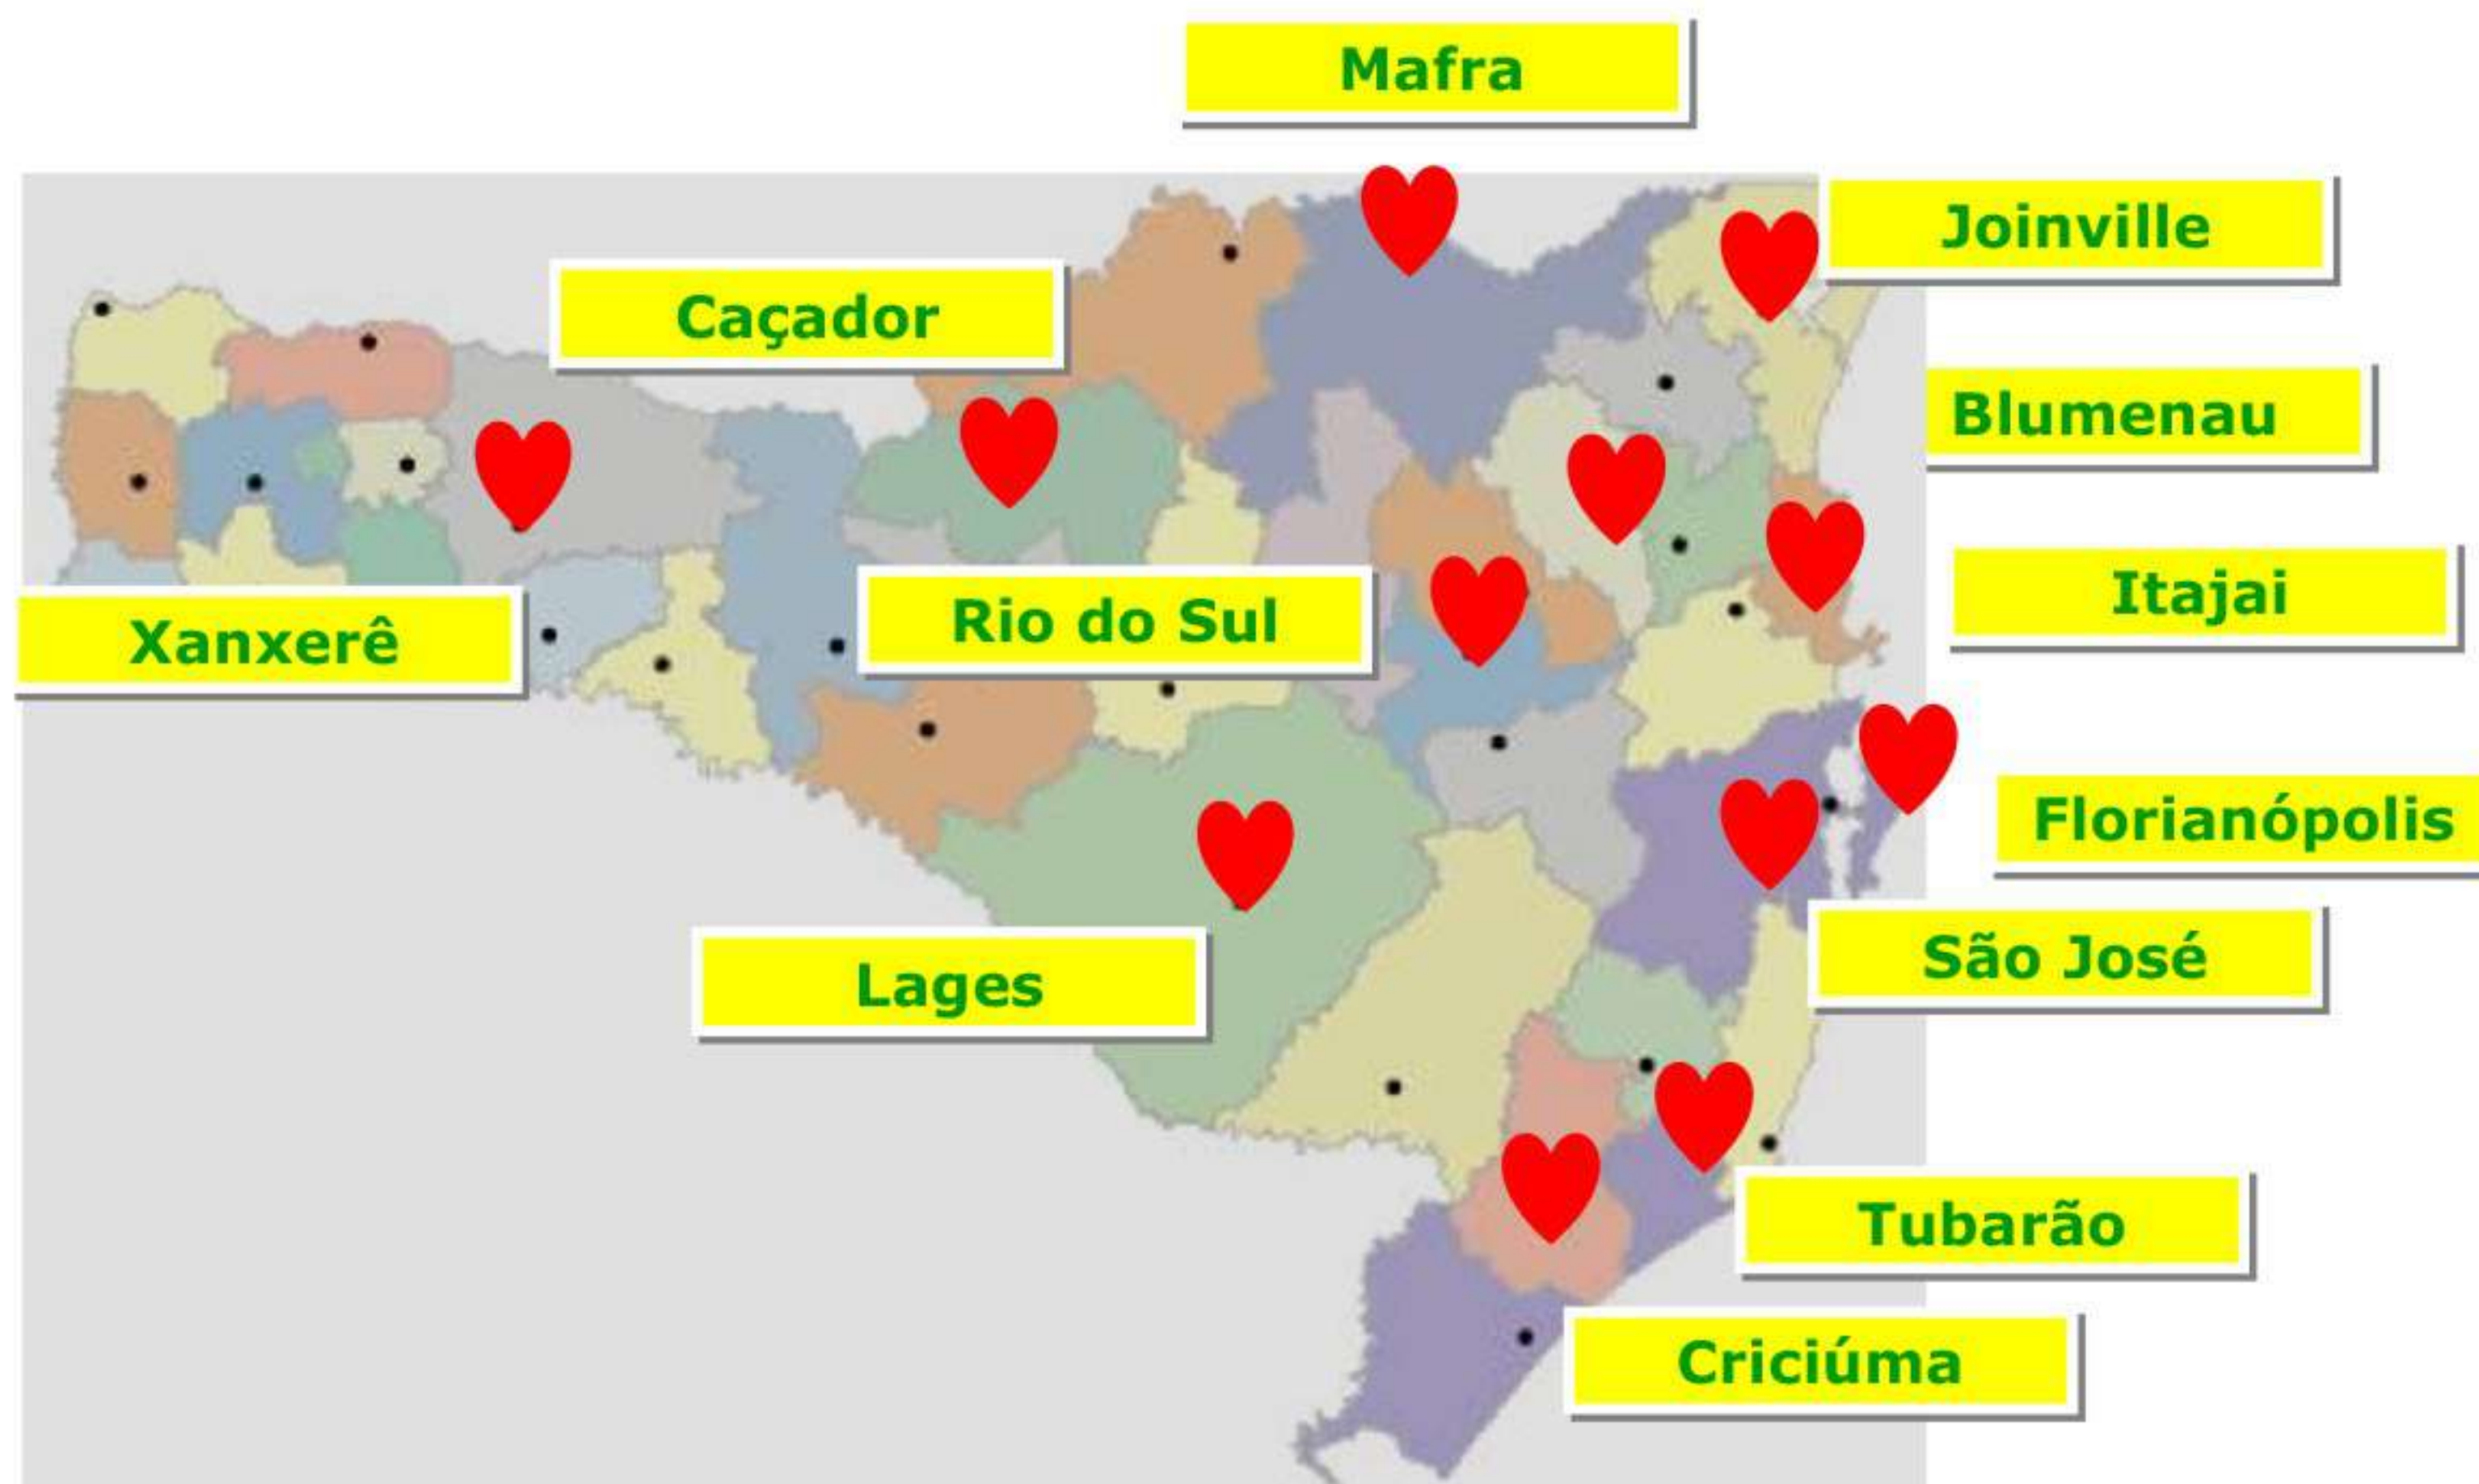 Mafra
Joinville
Caçador
Blumenau
Itajai
Rio do Sul
Xanxerê
Florianópolis
São José
Lages
Tubarão
Criciúma